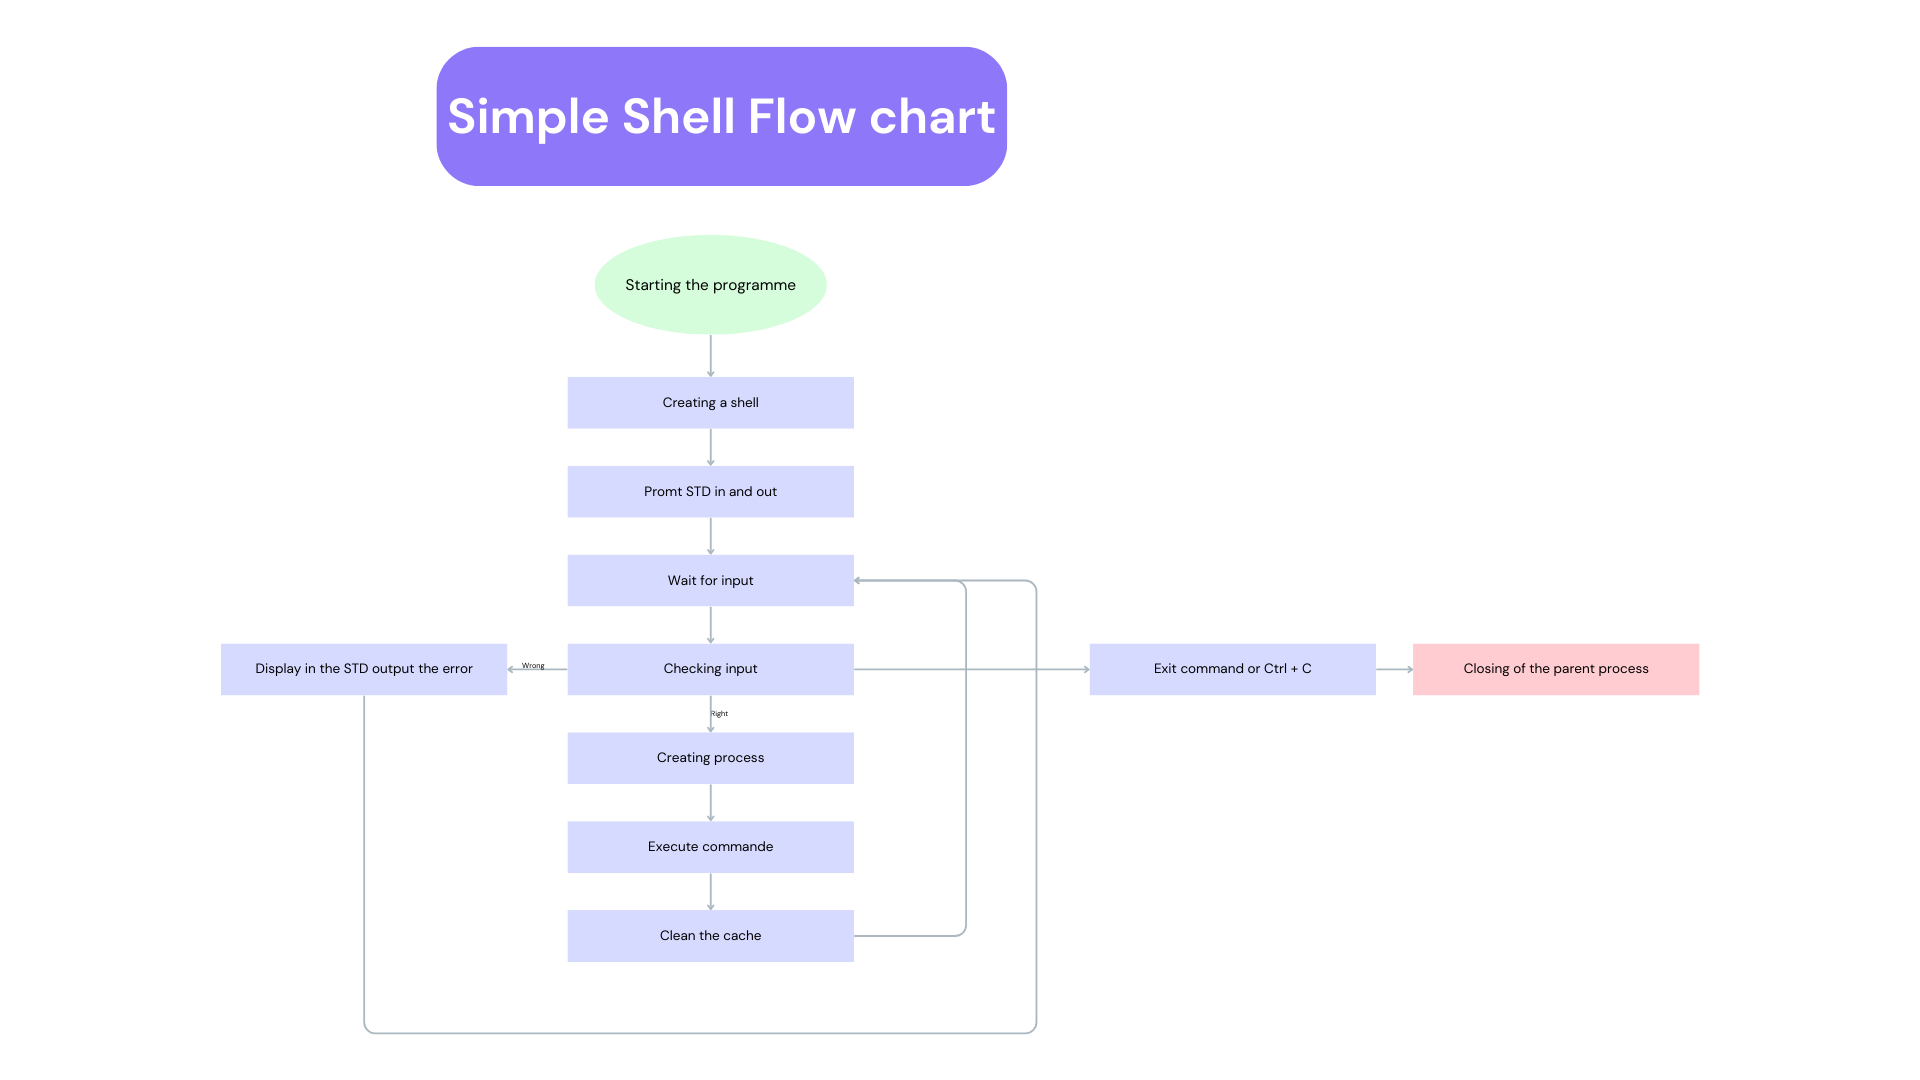 Simple Shell Flow chart
Starting the programme
Creating a shell
Promt STD in and out
Wait for input
Display in the STD output the error
Wrong
Checking input
Exit command or Ctrl + C
Closing of the parent process
Right
Creating process
Execute commande
Clean the cache